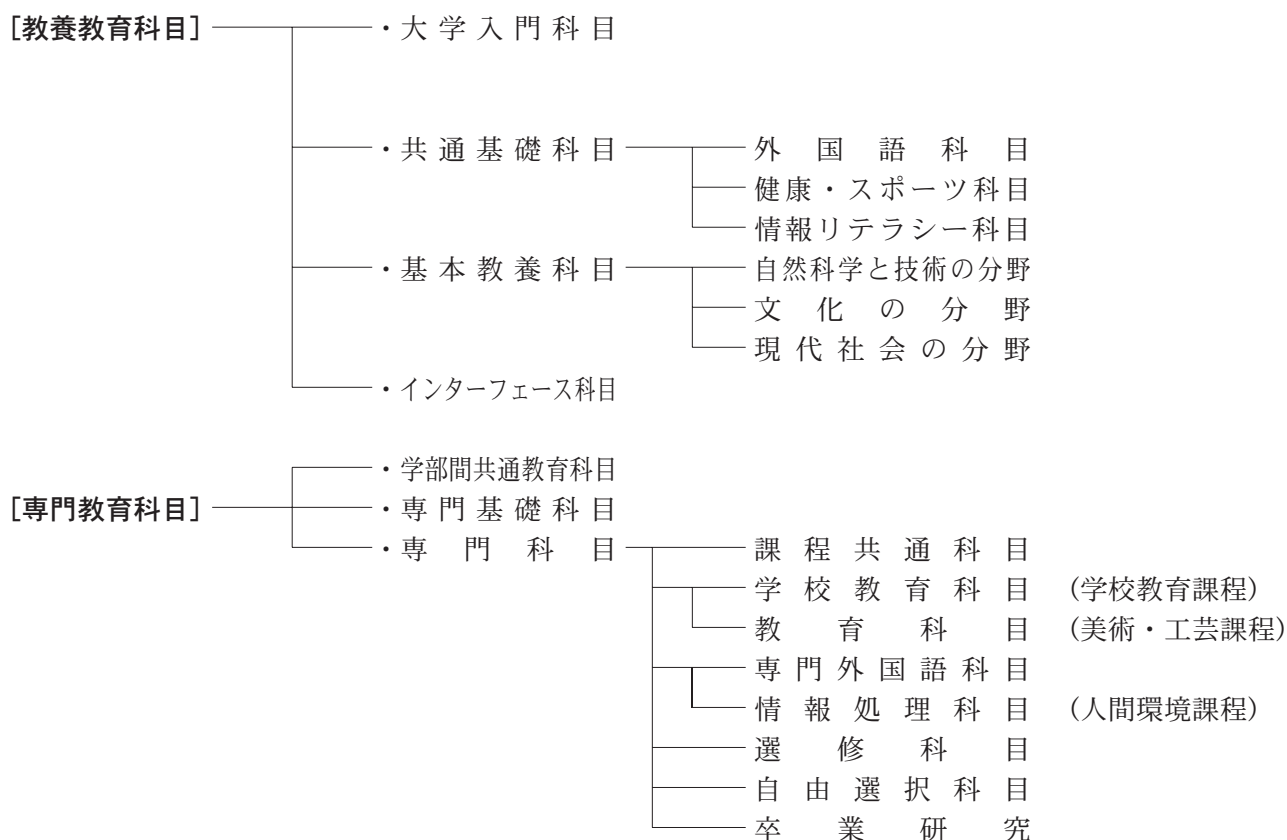 [教養教育科目] ・大学入門科目
・共通基礎科目 外国語科目
健康・スポーツ科目
情報リテラシー科目
・基本教養科目 自然科学と技術の分野
文化の分野
現代社会の分野
・インターフェース科目
・学部間共通教育科目
[専門教育科目] ・専門基礎科目
・専門科目 課程共通科目
学校教育科目 (学校教育課程)
教育科目 (美術・工芸課程)
専門外国語科目
情報処理科目 (人間環境課程)
選修科目
自由選択科目
卒業研究